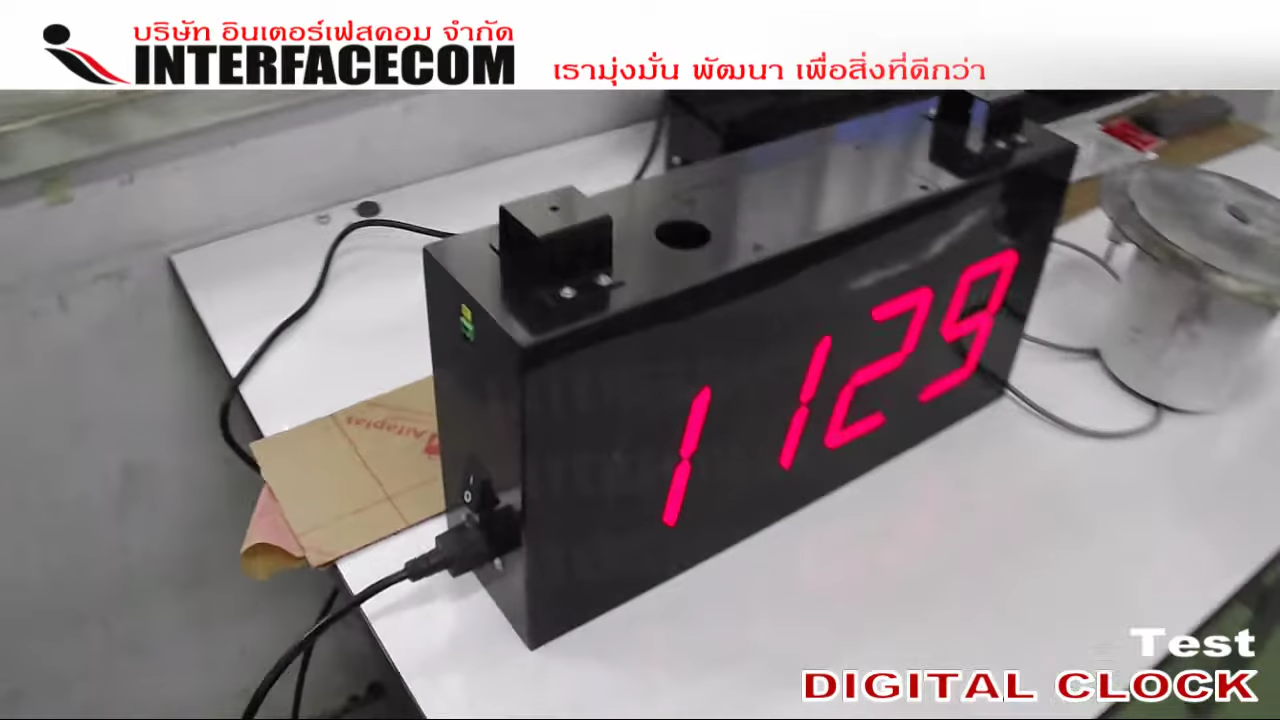 บริษัท อินเตอร์เฟสคอม จำกัด
INTERFACECOM
เรามุ่งมั่น พัฒนา เพื่อสิ่งที่ดีกว่า
1129
Alfaplas
O
Test
DIGITAL CLOCK